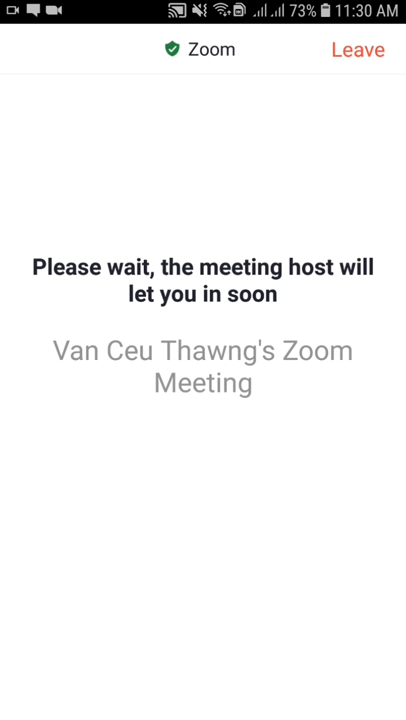 73% 11:30 AM
Zoom Leave
Please wait, the meeting host will
let you in soon
Van Ceu Thawng's Zoom
Meeting